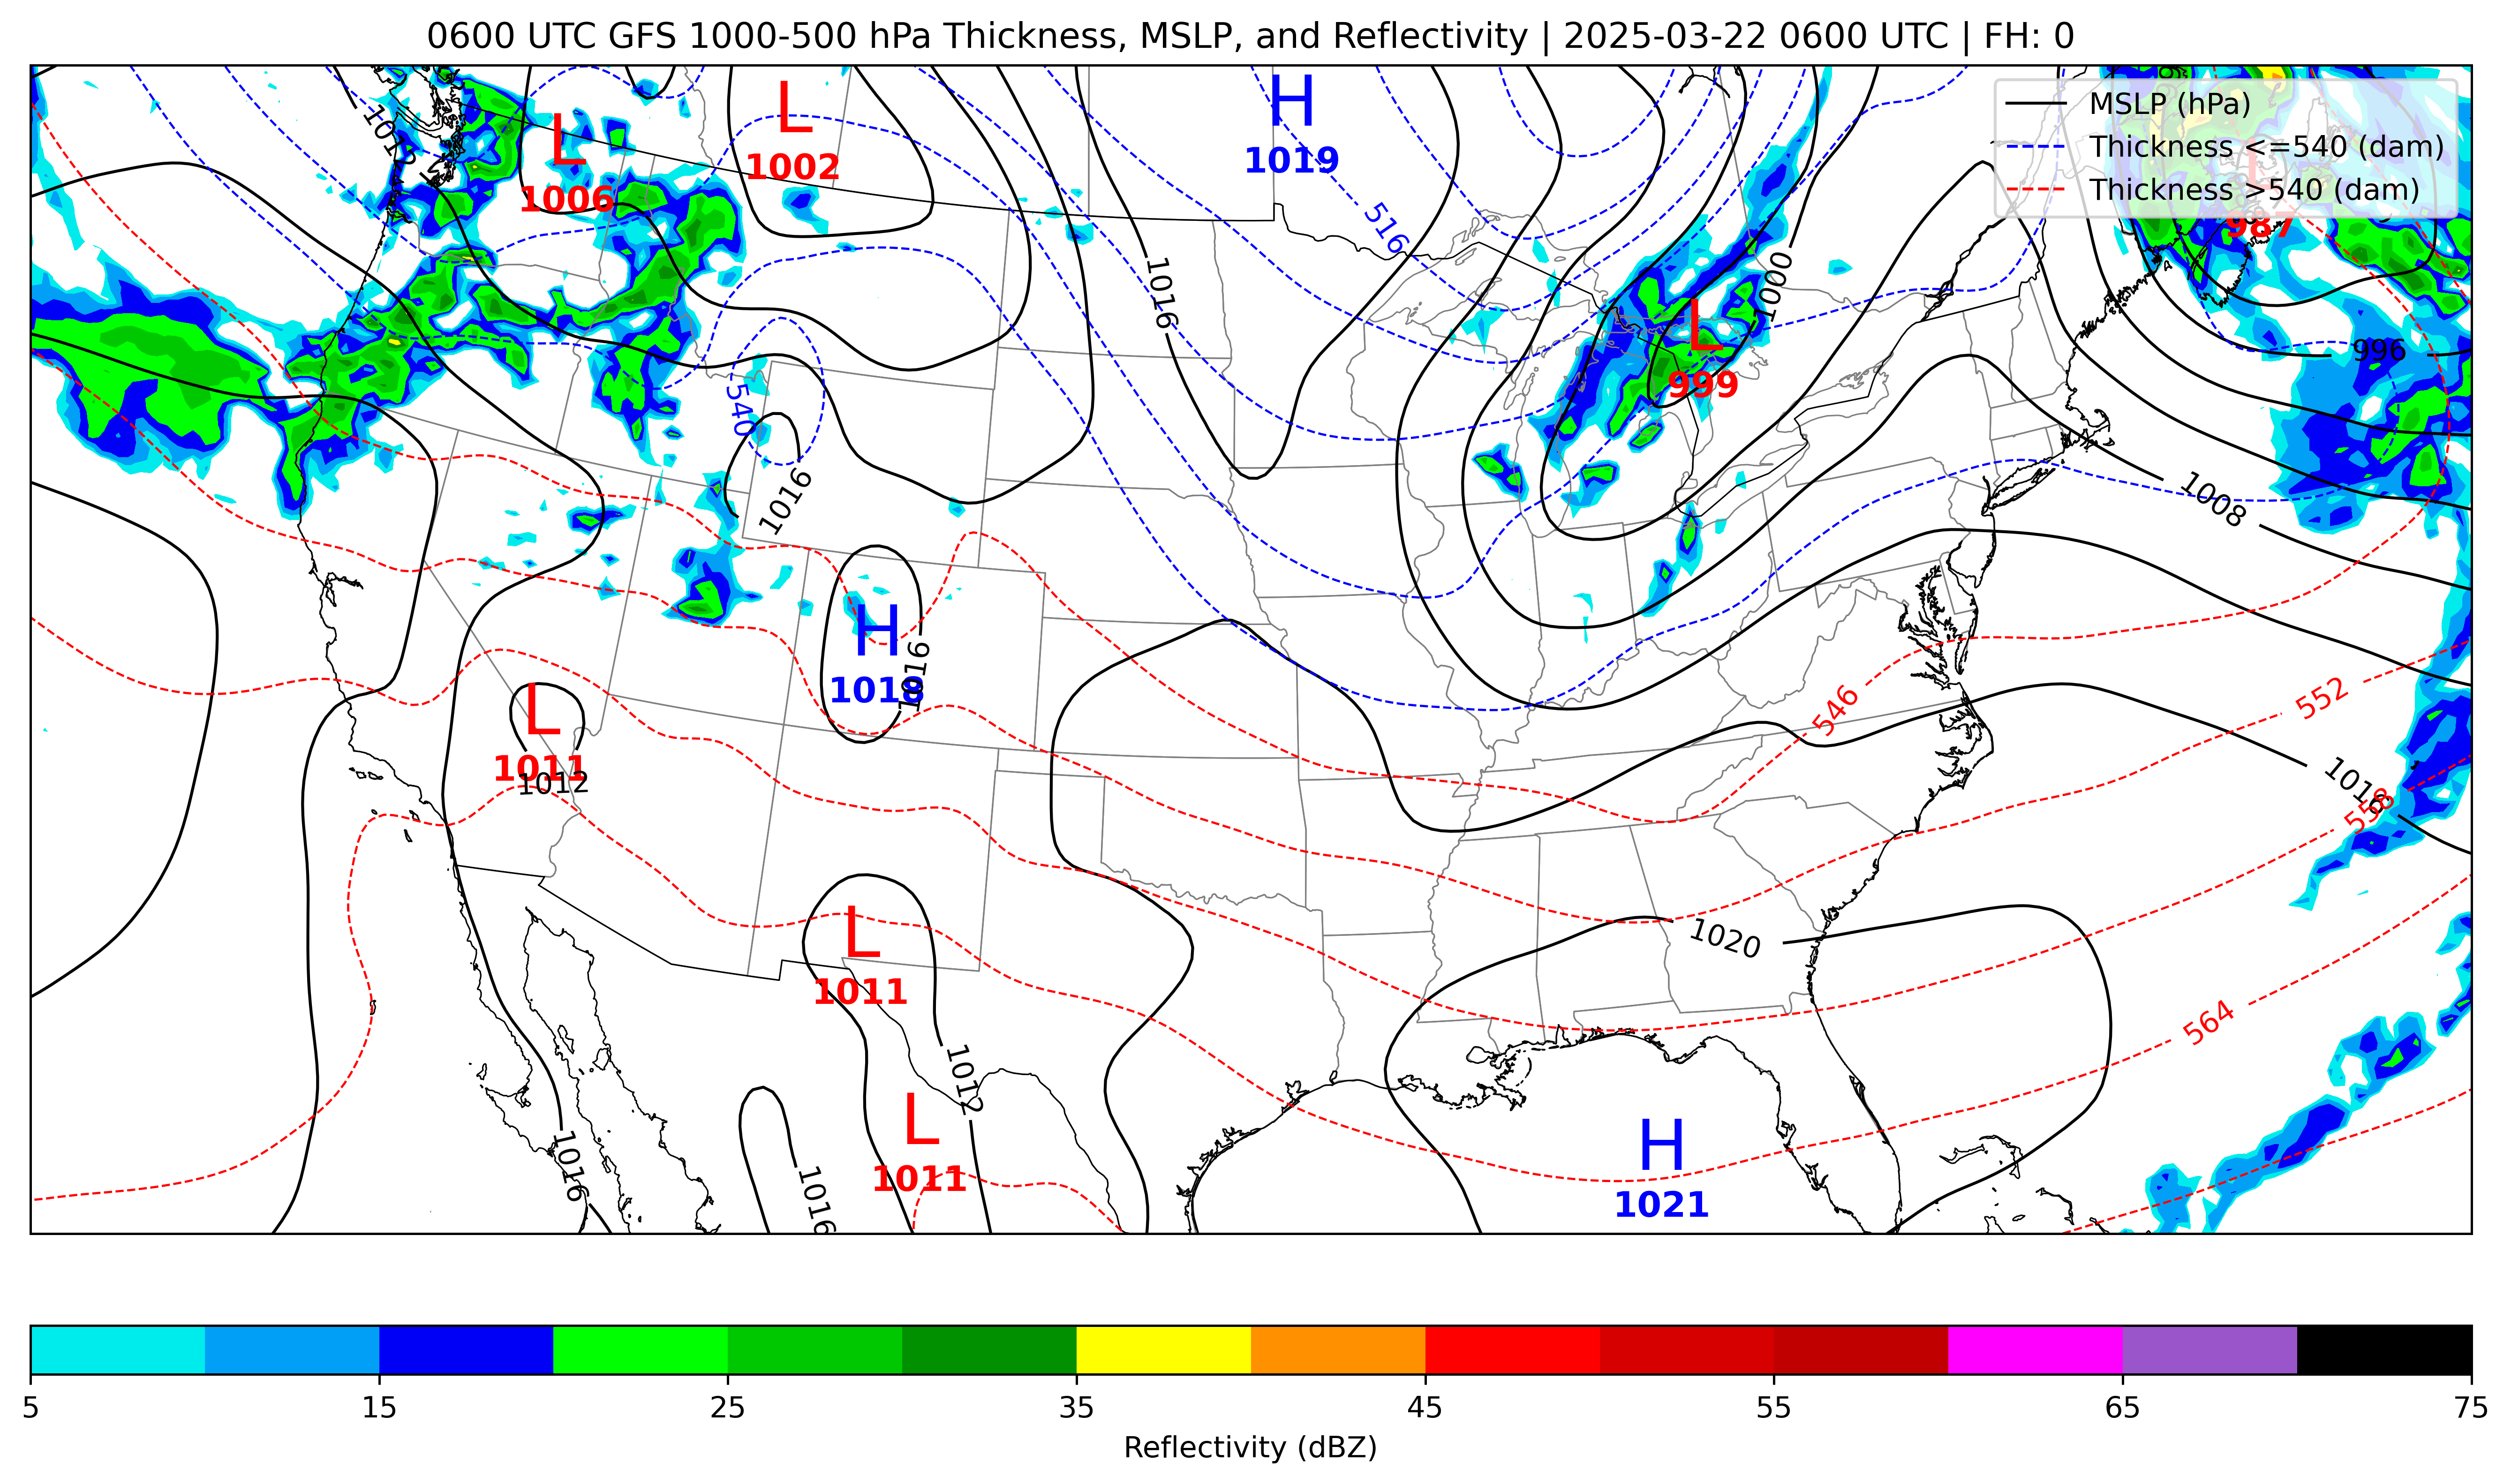 0600 UTC GFS 1000-500 hPa Thickness, MSLP, and Reflectivity | 2025-03-22 0600 UTC | FH: 0
MSLP (hPa)
Thickness <=540 (dam)
Thickness >540 (dam)
L
1006
L
1002
H
1019
1012
516
1016
1000
L
999
L
987
996
540
1016
1008
H
1018
1016
L
1011
1012
546
552
1016
558
L
1011
1020
564
1012
L
1011
H
1021
1016
1016
5
15
25
35
45
55
65
75
Reflectivity (dBZ)